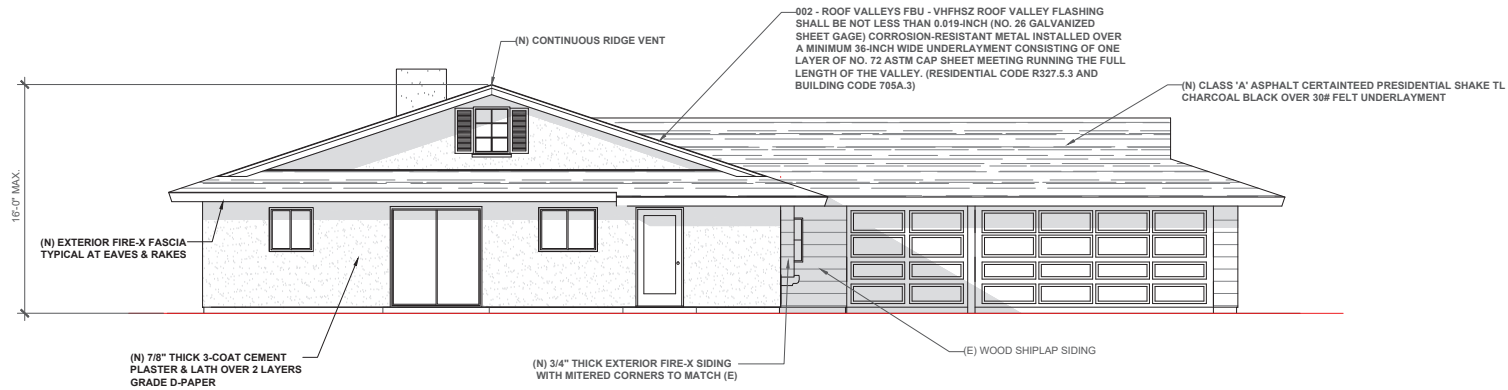 002 - ROOF VALLEYS FBU - VHFHSZ ROOF VALLEY FLASHING
SHALL BE NOT LESS THAN 0.019-INCH (NO. 26 GALVANIZED
SHEET GAGE) CORROSION-RESISTANT METAL INSTALLED OVER
A MINIMUM 36-INCH WIDE UNDERLAYMENT CONSISTING OF ONE
LAYER OF NO. 72 ASTM CAP SHEET MEETING RUNNING THE FULL
LENGTH OF THE VALLEY. (RESIDENTIAL CODE R327.5.3 AND
BUILDING CODE 705A.3)
(N) CONTINUOUS RIDGE VENT
(N) CLASS 'A' ASPHALT CERTAINTEED PRESIDENTIAL SHAKE TL
CHARCOAL BLACK OVER 30# FELT UNDERLAYMENT
16'-0" MAX.
(N) EXTERIOR FIRE-X FASCIA
TYPICAL AT EAVES & RAKES
(N) 7/8" THICK 3-COAT CEMENT
PLASTER & LATH OVER 2 LAYERS
GRADE D-PAPER
(N) 3/4" THICK EXTERIOR FIRE-X SIDING
WITH MITERED CORNERS TO MATCH (E)
(E) WOOD SHIPLAP SIDING